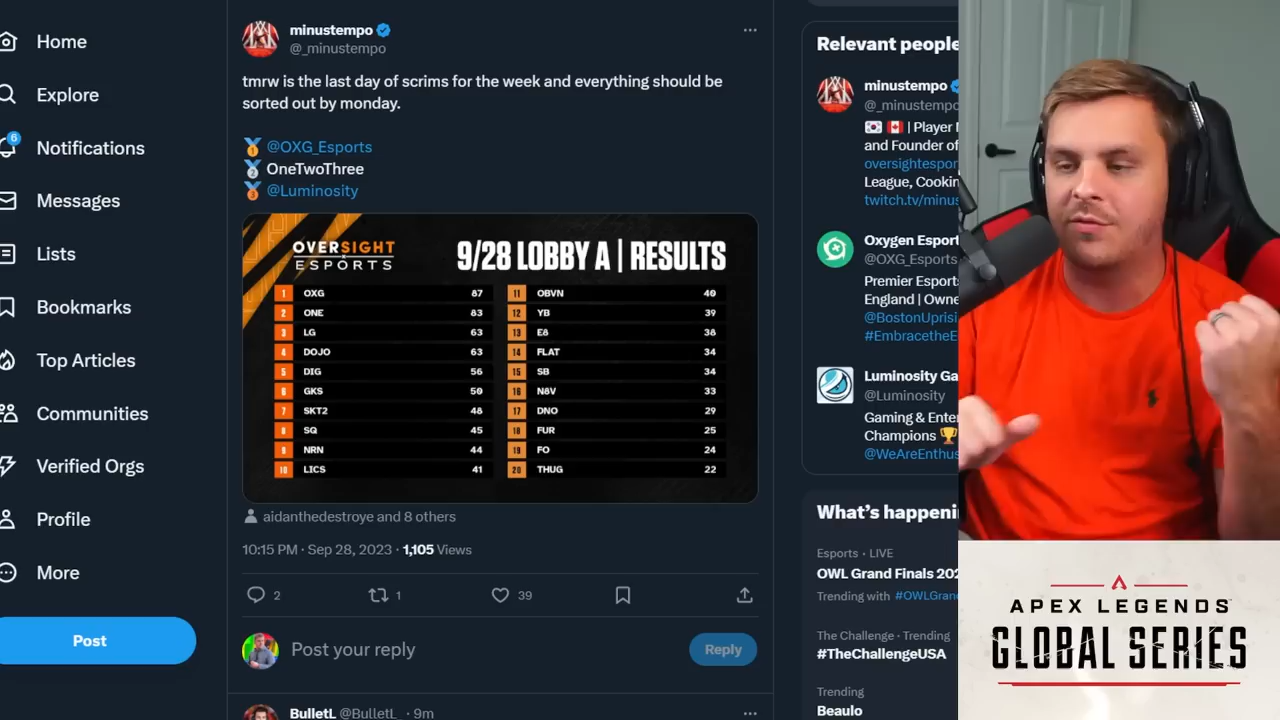 Home
Explore
6
Notifications
Messages
Lists
Bookmarks
Top Articles
Communities
Verified Orgs
Profile
More
Post
minustempo
@_minustempo
tmrw is the last day of scrims for the week and everything should be
sorted out by monday.
@OXG_Esports
OneTwoThree
@Luminosity
OVERSIGHT
ESPORTS
9/28 LOBBY A | RESULTS
1 OXG 87
2 ONE 83
3 LG 63
4 DOJO 63
5 DIG 56
6 GKS 50
7 SKT2 48
8 SQ 45
9 NRN 44
10 LICS 41
11 OBVN 40
12 YB 39
13 E8 38
14 FLAT 34
15 SB 34
16 N8V 33
17 DNO 29
18 FUR 25
19 FO 24
20 THUG 22
aidanthedestroye and 8 others
10:15 PM · Sep 28, 2023 · 1,105 Views
2
1
39
Post your reply
Reply
BulletL @BulletL_ · 9m
Relevant people
minustempo
@_minustempo
| Player
and Founder of
oversightespor
League, Cookin
twitch.tv/minus
Oxygen Esport
@OXG_Esports
Premier Esport
England | Owne
@BostonUprisi
#EmbracetheE
Luminosity Ga
@Luminosity
Gaming & Ente
Champions
@WeAreEnthus
What's happeni
Esports · LIVE
OWL Grand Finals 202
Trending with #OWLGran
The Challenge · Trending
#TheChallengeUSA
Trending
Beaulo
APEX LEGENDS
GLOBAL SERIES